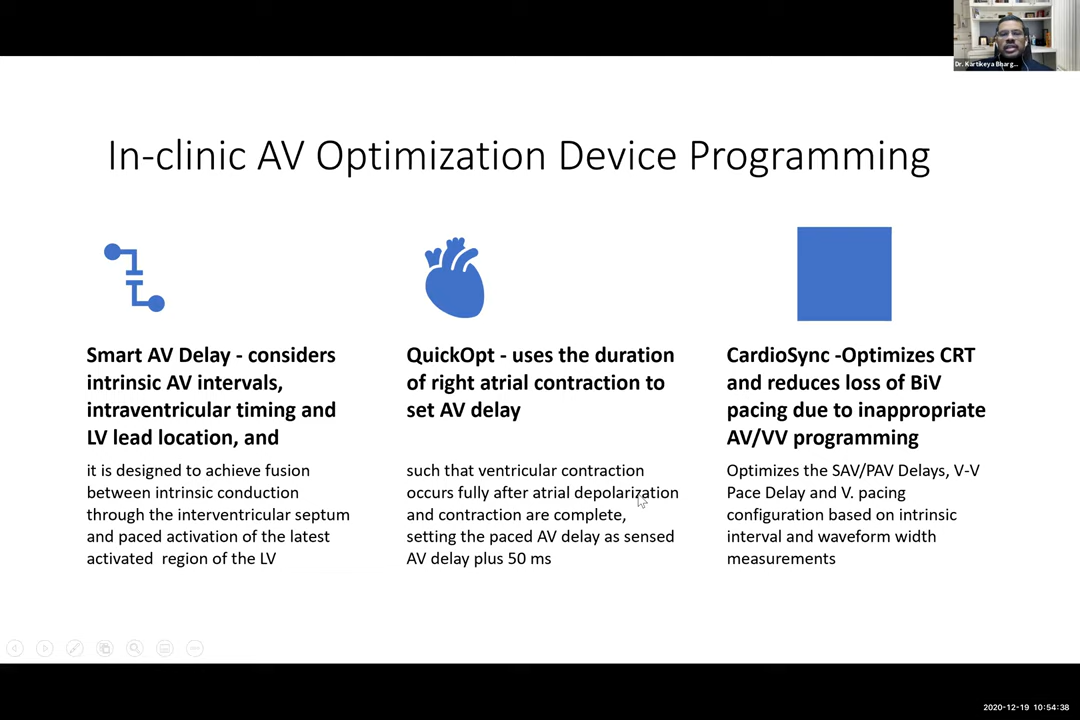 Dr. Kartikeya Bharg...
In-clinic AV Optimization Device Programming
Smart AV Delay - considers
intrinsic AV intervals,
intraventricular timing and
LV lead location, and
it is designed to achieve fusion
between intrinsic conduction
through the interventricular septum
and paced activation of the latest
activated region of the LV
QuickOpt - uses the duration
of right atrial contraction to
set AV delay
such that ventricular contraction
occurs fully after atrial depolarization
and contraction are complete,
setting the paced AV delay as sensed
AV delay plus 50 ms
CardioSync -Optimizes CRT
and reduces loss of BiV
pacing due to inappropriate
AV/VV programming
Optimizes the SAV/PAV Delays, V-V
Pace Delay and V. pacing
configuration based on intrinsic
interval and waveform width
measurements
2020-12-19 10:54:38